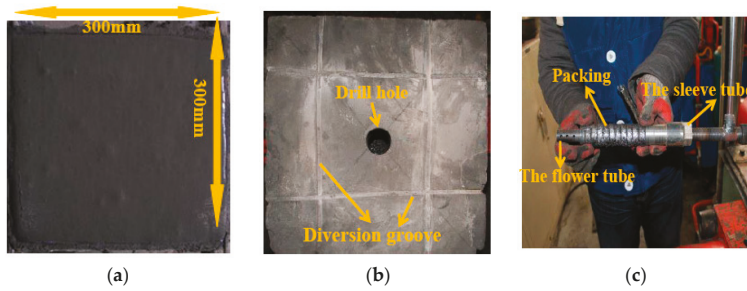 300mm
300mm
Drill hole
Diversion groove
Packing
The sleeve tube
The flower tube
(a)
(b)
(c)